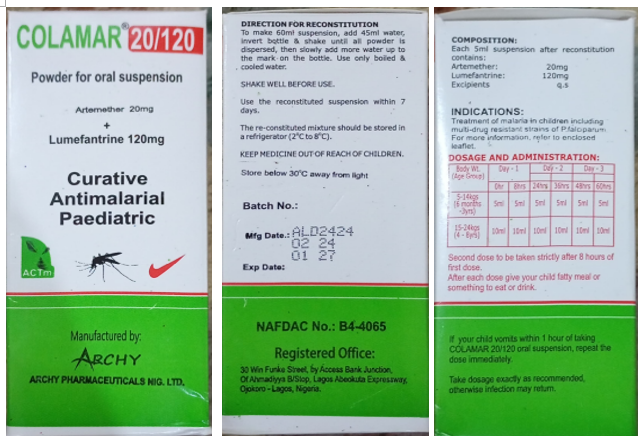 COLAMAR® 20/120
Powder for oral suspension
Artemether 20mg
+
Lumefantrine 120mg
Curative
Antimalarial
Paediatric
ACTm
Manufactured by:
ARCHY
ARCHY PHARMACEUTICALS NIG. LTD.
DIRECTION FOR RECONSTITUTION
To make 60ml suspension, add 45ml water,
invert bottle & shake until all powder is
dispersed, then slowly add more water up to
the mark on the bottle. Use only boiled &
cooled water.
SHAKE WELL BEFORE USE.
Use the reconstituted suspension within 7
days.
The re-constituted mixture should be stored in
a refrigerator (2°C to 8°C).
KEEP MEDICINE OUT OF REACH OF CHILDREN.
Store below 30°C away from light
Batch No.:
Mfg Date.: ALD2424
02 24
01 27
Exp Date:
NAFDAC No.: B4-4065
Registered Office:
30 Win Funke Street, by Access Bank Junction,
Of Ahmadiyya B/Stop, Lagos Abeokuta Expressway,
Ojokoro - Lagos, Nigeria.
COMPOSITION:
Each 5ml suspension after reconstitution
contains:
Artemether: 20mg
Lumefantrine: 120mg
Excipients q.s
INDICATIONS:
Treatment of malaria in children including
multi-drug resistant strains of P.falciparum.
For more information, refer to enclosed
leaflet.
DOSAGE AND ADMINISTRATION:
Body Wt. (Age Group) Day - 1 Day - 2 Day - 3
0hr 8hrs 24hrs 36hrs 48hrs 60hrs
5-14kgs (6 months -3yrs) 5ml 5ml 5ml 5ml 5ml 5ml
15-24kgs (4 - 8yrs) 10ml 10ml 10ml 10ml 10ml 10ml
Second dose to be taken strictly after 8 hours of
first dose.
After each dose give your child fatty meal or
something to eat or drink.
If your child vomits within 1 hour of taking
COLAMAR 20/120 oral suspension, repeat the
dose immediately.
Take dosage exactly as recommended,
otherwise infection may return.